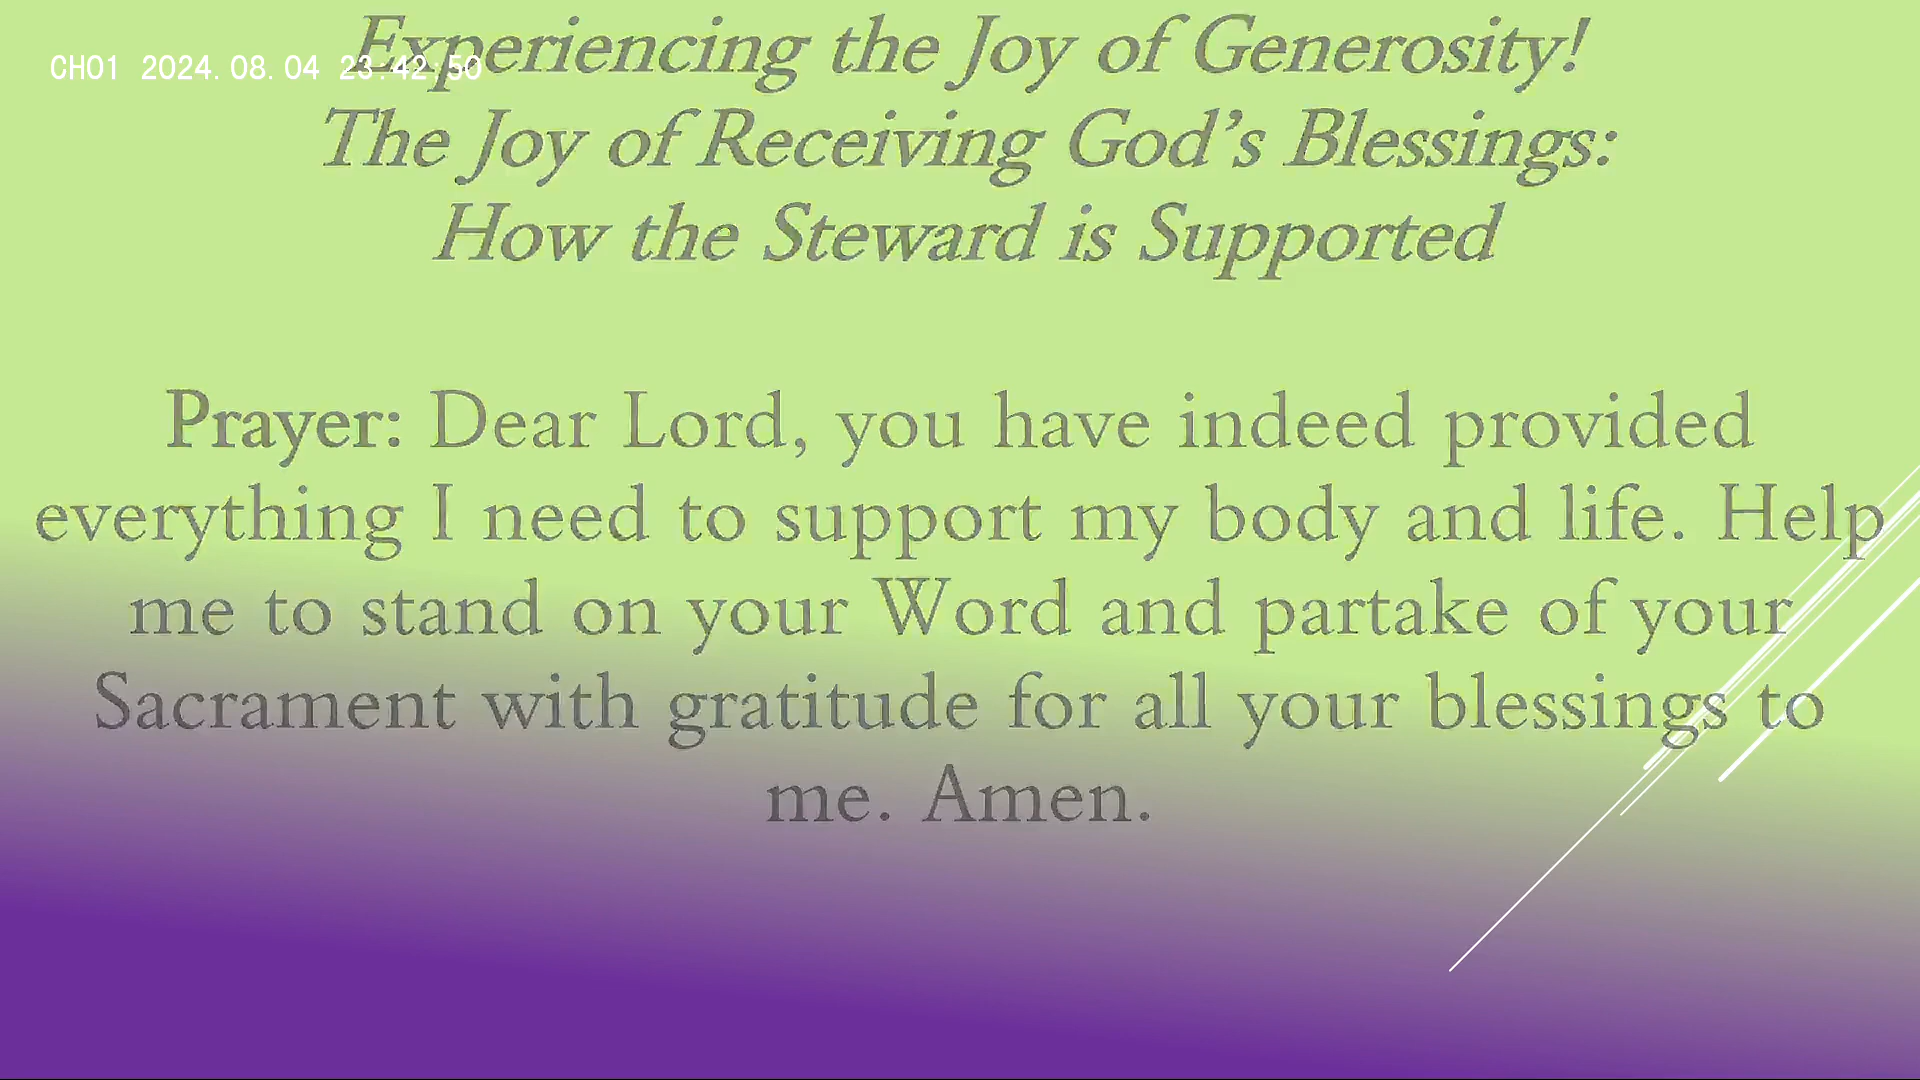 CH01 2024.08.04 23:42:50
Experiencing the Joy of Generosity!
The Joy of Receiving God’s Blessings:
How the Steward is Supported
Prayer: Dear Lord, you have indeed provided
everything I need to support my body and life. Help
me to stand on your Word and partake of your
Sacrament with gratitude for all your blessings to
me. Amen.